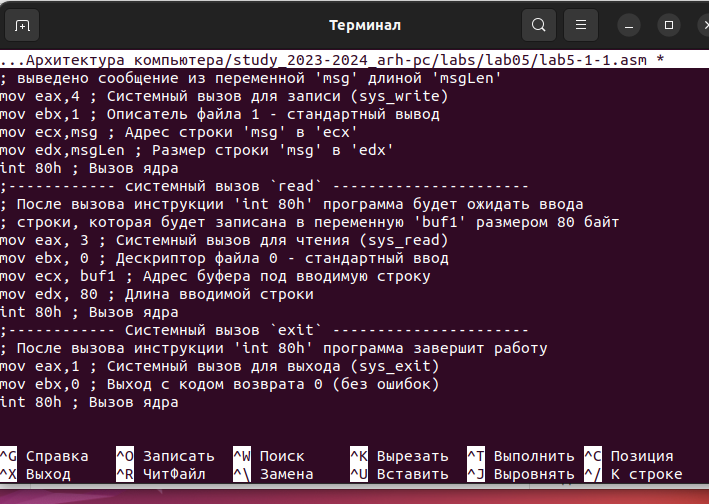 Терминал
...Архитектура компьютера/study_2023-2024_arh-pc/labs/lab05/lab5-1-1.asm *
; выведено сообщение из переменной 'msg' длиной 'msgLen'
mov eax,4 ; Системный вызов для записи (sys_write)
mov ebx,1 ; Описатель файла 1 - стандартный вывод
mov ecx,msg ; Адрес строки 'msg' в 'ecx'
mov edx,msgLen ; Размер строки 'msg' в 'edx'
int 80h ; Вызов ядра
;------------ системный вызов `read` ----------------------
; После вызова инструкции 'int 80h' программа будет ожидать ввода
; строки, которая будет записана в переменную 'buf1' размером 80 байт
mov eax, 3 ; Системный вызов для чтения (sys_read)
mov ebx, 0 ; Дескриптор файла 0 - стандартный ввод
mov ecx, buf1 ; Адрес буфера под вводимую строку
mov edx, 80 ; Длина вводимой строки
int 80h ; Вызов ядра
;------------ Системный вызов `exit` ----------------------
; После вызова инструкции 'int 80h' программа завершит работу
mov eax,1 ; Системный вызов для выхода (sys_exit)
mov ebx,0 ; Выход с кодом возврата 0 (без ошибок)
int 80h ; Вызов ядра
^G Справка ^O Записать ^W Поиск ^K Вырезать ^T Выполнить ^C Позиция
^X Выход ^R ЧитФайл ^\ Замена ^U Вставить ^J Выровнять ^/ К строке